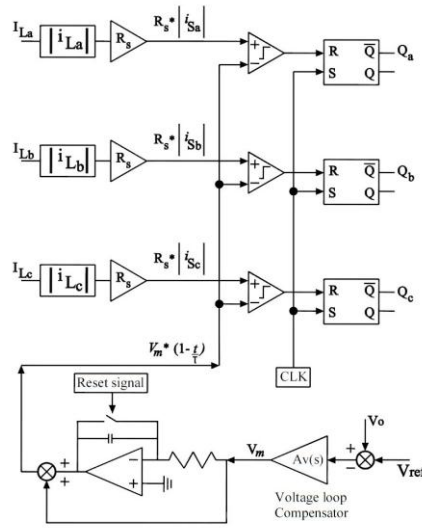 I_La |i_La| R_s R_s* |i_Sa| + − R Q̅ Q_a
S Q
I_Lb |i_Lb| R_s R_s* |i_Sb| + − R Q̅ Q_b
S Q
I_Lc |i_Lc| R_s R_s* |i_Sc| + − R Q̅ Q_c
S Q
V_m* (1- t/τ)
CLK
Reset signal
V_o
+ + − + V_m Av(s) + −
V_ref
Voltage loop
Compensator